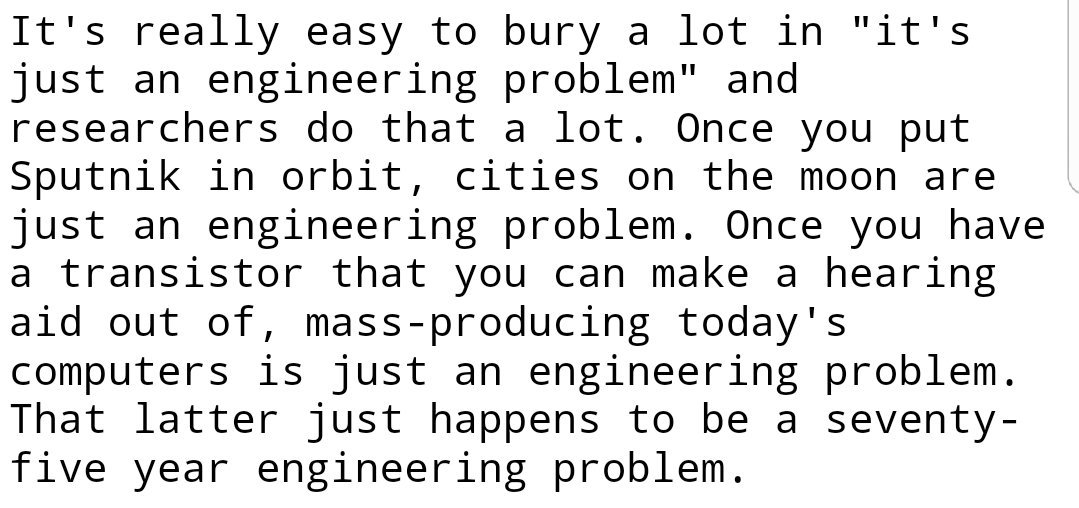 It's really easy to bury a lot in "it's
just an engineering problem" and
researchers do that a lot. Once you put
Sputnik in orbit, cities on the moon are
just an engineering problem. Once you have
a transistor that you can make a hearing
aid out of, mass-producing today's
computers is just an engineering problem.
That latter just happens to be a seventy-
five year engineering problem.